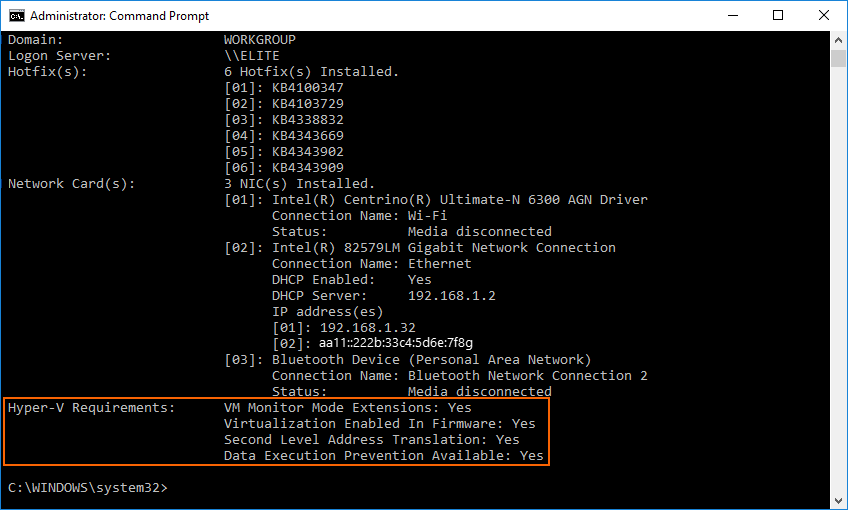 Administrator: Command Prompt
Domain: WORKGROUP
Logon Server: \\ELITE
Hotfix(s): 6 Hotfix(s) Installed.
[01]: KB4100347
[02]: KB4103729
[03]: KB4338832
[04]: KB4343669
[05]: KB4343902
[06]: KB4343909
Network Card(s): 3 NIC(s) Installed.
[01]: Intel(R) Centrino(R) Ultimate-N 6300 AGN Driver
Connection Name: Wi-Fi
Status: Media disconnected
[02]: Intel(R) 82579LM Gigabit Network Connection
Connection Name: Ethernet
DHCP Enabled: Yes
DHCP Server: 192.168.1.2
IP address(es)
[01]: 192.168.1.32
[02]: aa11::222b:33c4:5d6e:7f8g
[03]: Bluetooth Device (Personal Area Network)
Connection Name: Bluetooth Network Connection 2
Status: Media disconnected
Hyper-V Requirements: VM Monitor Mode Extensions: Yes
Virtualization Enabled In Firmware: Yes
Second Level Address Translation: Yes
Data Execution Prevention Available: Yes
C:\WINDOWS\system32>